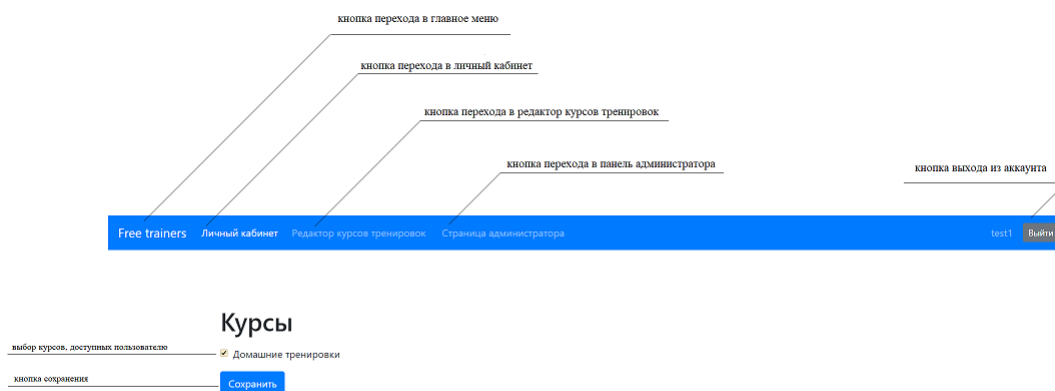 кнопка перехода в главное меню
кнопка перехода в личный кабинет
кнопка перехода в редактор курсов тренировок
кнопка перехода в панель администратора
кнопка выхода из аккаунта
Free trainers Личный кабинет Редактор курсов тренировок Страница администратора test1 Выйти
Курсы
выбор курсов, доступных пользователю
Домашние тренировки
кнопка сохранения
Сохранить